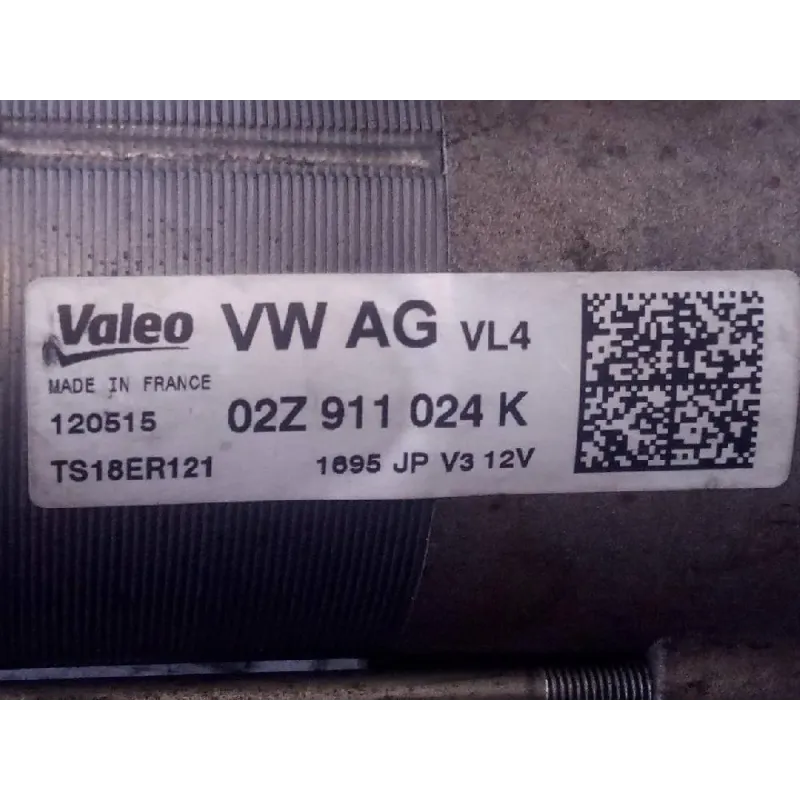 Valeo VW AG VL4
MADE IN FRANCE
120515 02Z 911 024 K
TS18ER121 1695 JP V3 12V